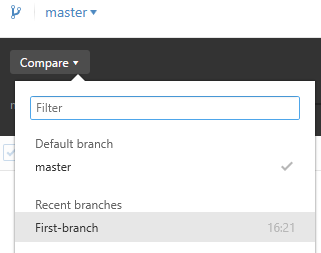 master
Compare
Filter
Default branch
master
Recent branches
First-branch 16:21